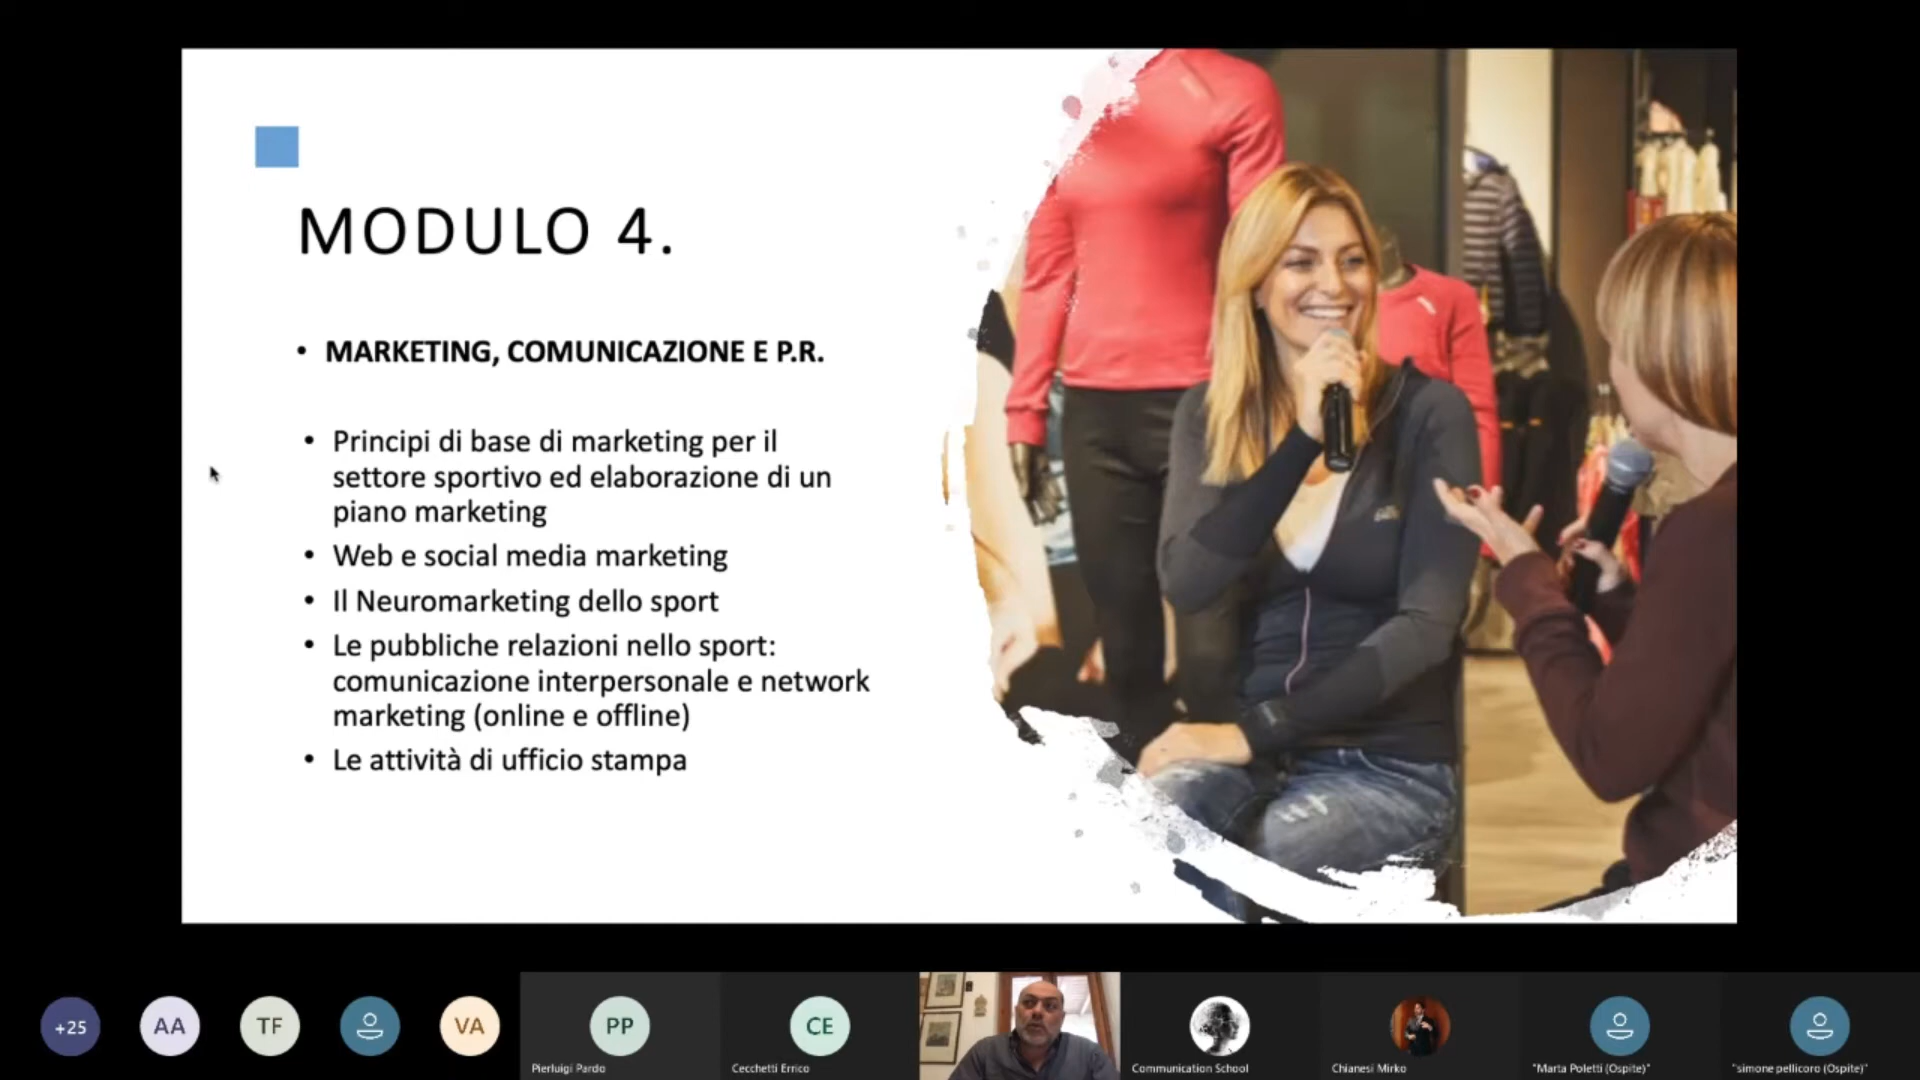 MODULO 4.
• MARKETING, COMUNICAZIONE E P.R.
• Principi di base di marketing per il
settore sportivo ed elaborazione di un
piano marketing
• Web e social media marketing
• Il Neuromarketing dello sport
• Le pubbliche relazioni nello sport:
comunicazione interpersonale e network
marketing (online e offline)
• Le attività di ufficio stampa
+25
AA
TF
VA
PP
CE
Pierluigi Pardo
Cecchetti Errico
Communication School
Chianesi Mirko
"Marta Poletti (Ospite)"
"simone pellicoro (Ospite)"